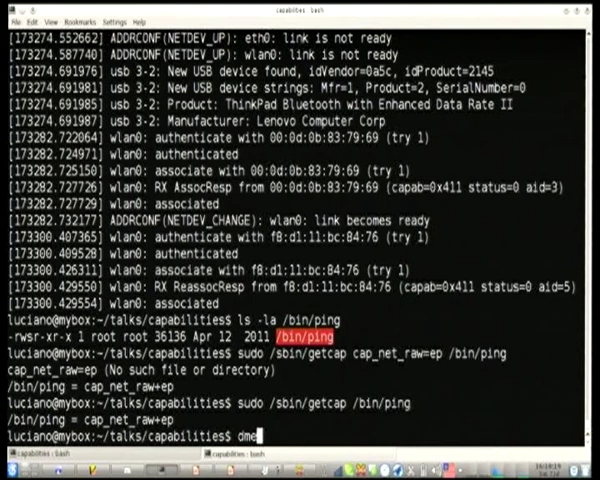 capabilities : bash
File Edit View Bookmarks Settings Help
[173274.552662] ADDRCONF(NETDEV_UP): eth0: link is not ready
[173274.587740] ADDRCONF(NETDEV_UP): wlan0: link is not ready
[173274.691976] usb 3-2: New USB device found, idVendor=0a5c, idProduct=2145
[173274.691981] usb 3-2: New USB device strings: Mfr=1, Product=2, SerialNumber=0
[173274.691985] usb 3-2: Product: ThinkPad Bluetooth with Enhanced Data Rate II
[173274.691987] usb 3-2: Manufacturer: Lenovo Computer Corp
[173282.722064] wlan0: authenticate with 00:0d:0b:83:79:69 (try 1)
[173282.724971] wlan0: authenticated
[173282.725150] wlan0: associate with 00:0d:0b:83:79:69 (try 1)
[173282.727726] wlan0: RX AssocResp from 00:0d:0b:83:79:69 (capab=0x411 status=0 aid=3)
[173282.727731] wlan0: associated
[173282.732177] ADDRCONF(NETDEV_CHANGE): wlan0: link becomes ready
[173300.407365] wlan0: authenticate with f8:d1:11:bc:84:76 (try 1)
[173300.409528] wlan0: authenticated
[173300.426311] wlan0: associate with f8:d1:11:bc:84:76 (try 1)
[173300.429550] wlan0: RX ReassocResp from f8:d1:11:bc:84:76 (capab=0x431 status=0 aid=5)
[173300.429554] wlan0: associated
luciano@mybox:~/talks/capabilities$ ls -la /bin/ping
-rwsr-xr-x 1 root root 36136 Apr 12 2011 /bin/ping
luciano@mybox:~/talks/capabilities$ sudo /sbin/getcap cap_net_raw=ep /bin/ping
cap_net_raw=ep (No such file or directory)
/bin/ping = cap_net_raw+ep
luciano@mybox:~/talks/capabilities$ sudo /sbin/getcap /bin/ping
/bin/ping = cap_net_raw+ep
luciano@mybox:~/talks/capabilities$ dme
capabilities : bash
capabilities : bash